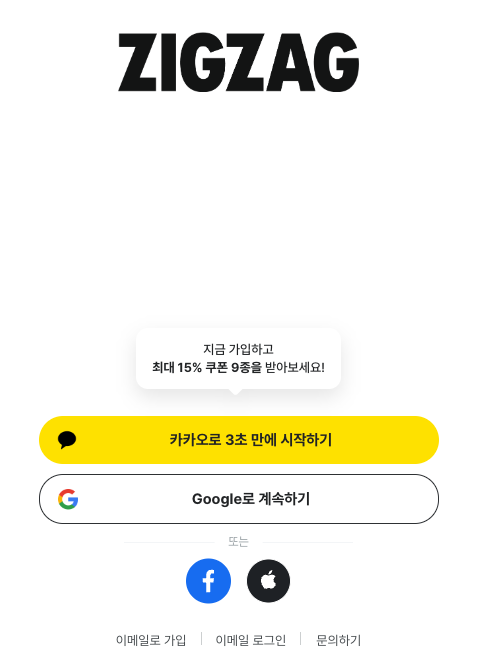 ZIGZAG
지금 가입하고
최대 15% 쿠폰 9종을 받아보세요!
카카오로 3초 만에 시작하기
Google로 계속하기
또는
이메일로 가입
이메일 로그인
문의하기